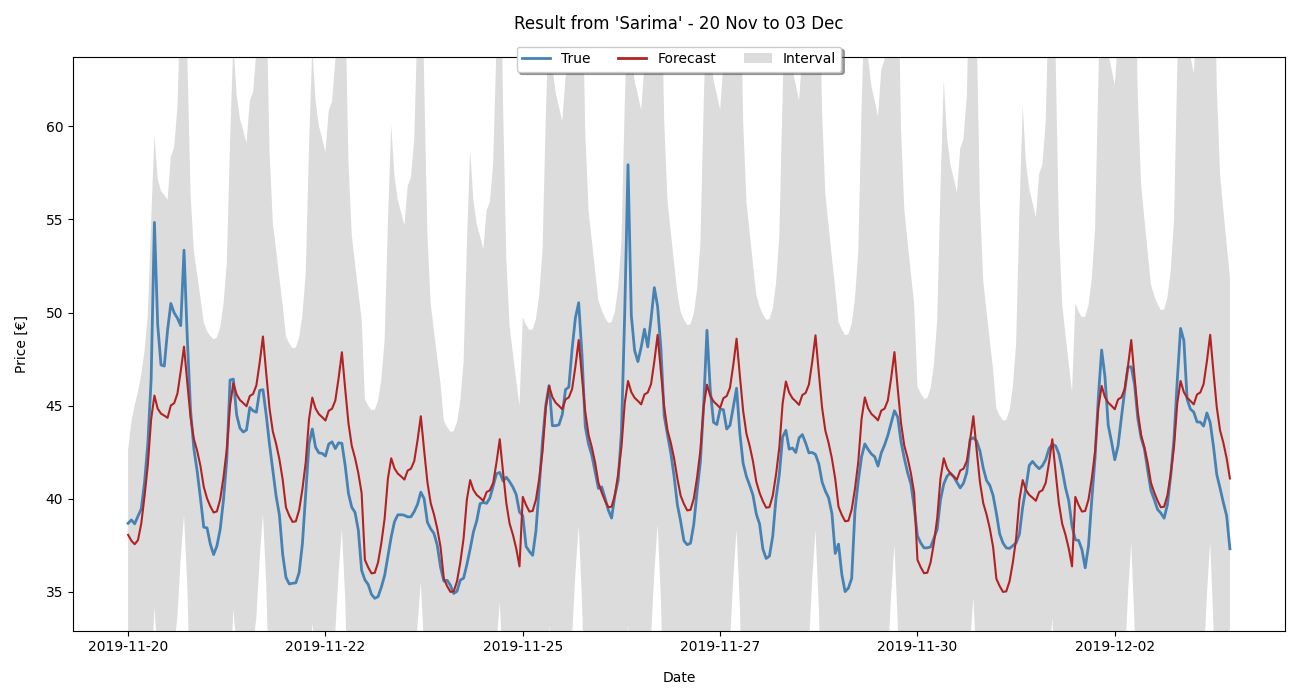 Result from 'Sarima' - 20 Nov to 03 Dec
True Forecast Interval
Price [€]
60
55
50
45
40
35
2019-11-20 2019-11-22 2019-11-25 2019-11-27 2019-11-30 2019-12-02
Date